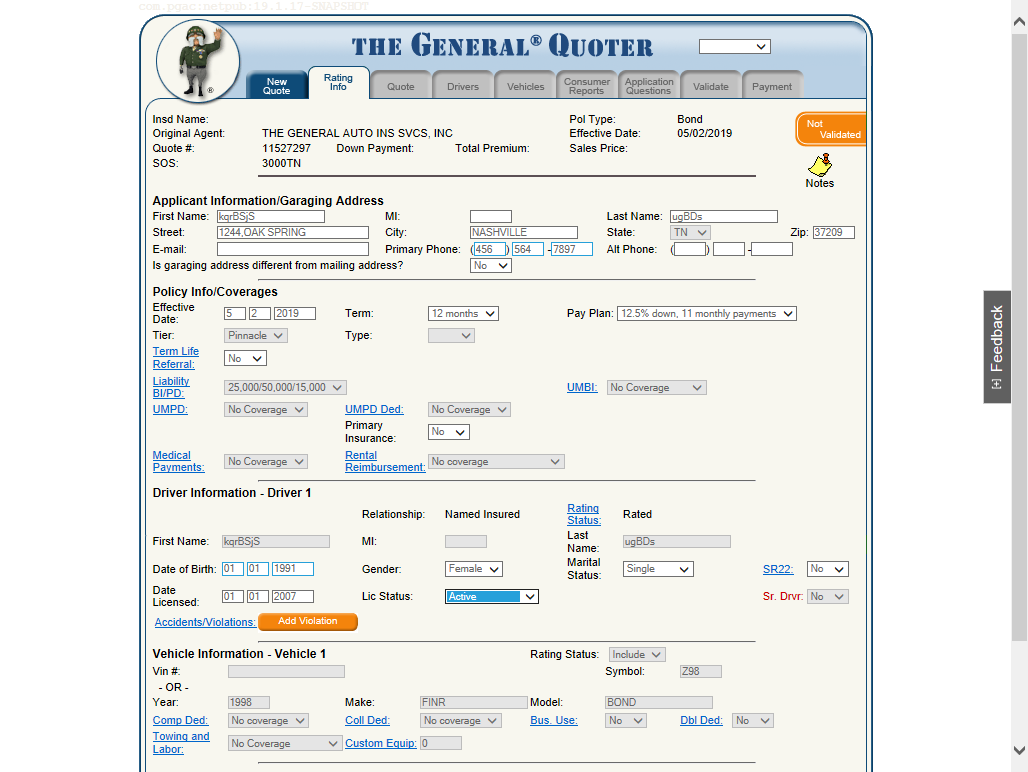 com.pgac:netpub:19.1.17-SNAPSHOT
THE GENERAL® QUOTER
New Quote
Rating Info
Quote
Drivers
Vehicles
Consumer Reports
Application Questions
Validate
Payment
Insd Name: Pol Type: Bond
Original Agent: THE GENERAL AUTO INS SVCS, INC Effective Date: 05/02/2019
Quote #: 11527297 Down Payment: Total Premium: Sales Price:
SOS: 3000TN
Not Validated
Notes
Applicant Information/Garaging Address
First Name: kqrBSjS MI: Last Name: ugBDs
Street: 1244,OAK SPRING City: NASHVILLE State: TN Zip: 37209
E-mail: Primary Phone: (456) 564 -7897 Alt Phone: ( ) -
Is garaging address different from mailing address? No
Policy Info/Coverages
Effective Date: 5 2 2019 Term: 12 months Pay Plan: 12.5% down, 11 monthly payments
Tier: Pinnacle Type:
Term Life Referral: No
Liability BI/PD: 25,000/50,000/15,000 UMBI: No Coverage
UMPD: No Coverage UMPD Ded: No Coverage
Primary Insurance: No
Medical Payments: No Coverage Rental Reimbursement: No coverage
Driver Information - Driver 1
Relationship: Named Insured Rating Status: Rated
First Name: kqrBSjS MI: Last Name: ugBDs
Date of Birth: 01 01 1991 Gender: Female Marital Status: Single SR22: No
Date Licensed: 01 01 2007 Lic Status: Active Sr. Drvr: No
Accidents/Violations: Add Violation
Vehicle Information - Vehicle 1 Rating Status: Include
Vin #: Symbol: Z98
- OR -
Year: 1998 Make: FINR Model: BOND
Comp Ded: No coverage Coll Ded: No coverage Bus. Use: No Dbl Ded: No
Towing and Labor: No Coverage Custom Equip: 0
[+] Feedback